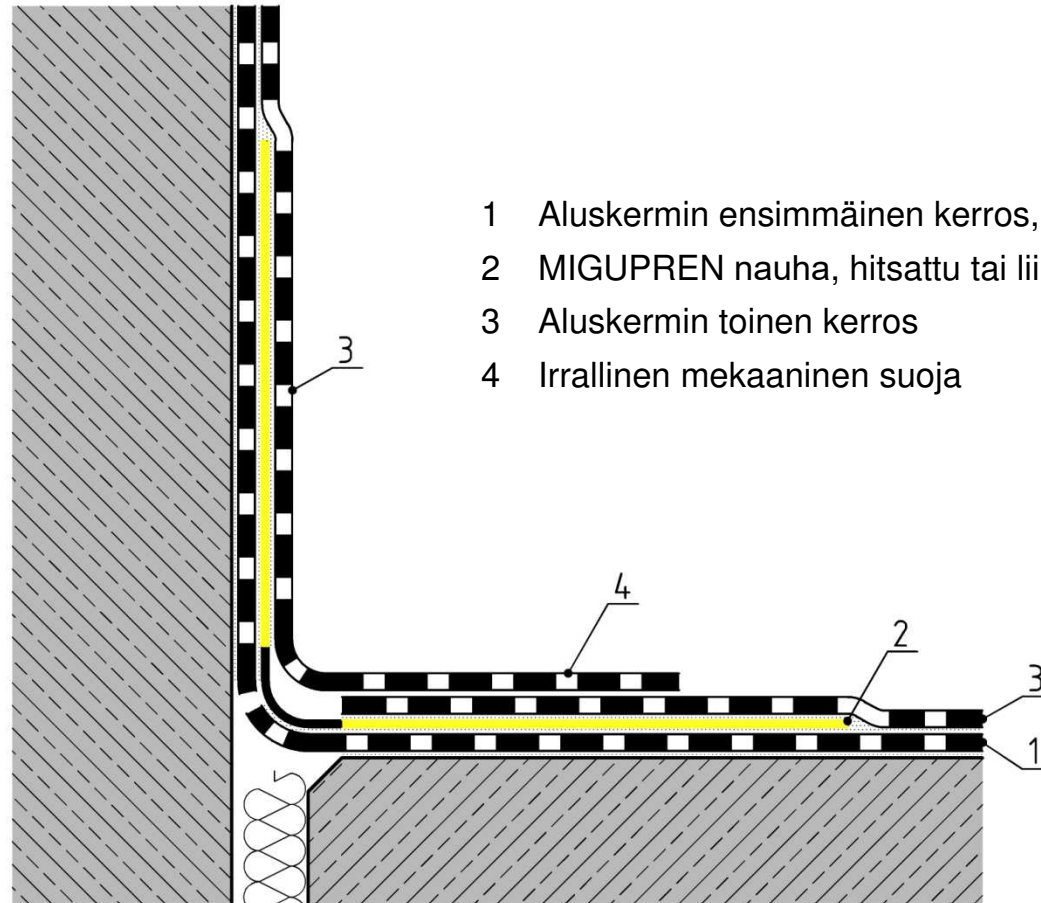 1 Aluskermin ensimmäinen kerros,
2 MIGUPREN nauha, hitsattu tai lii
3 Aluskermin toinen kerros
4 Irrallinen mekaaninen suoja
3
4
2
3
1